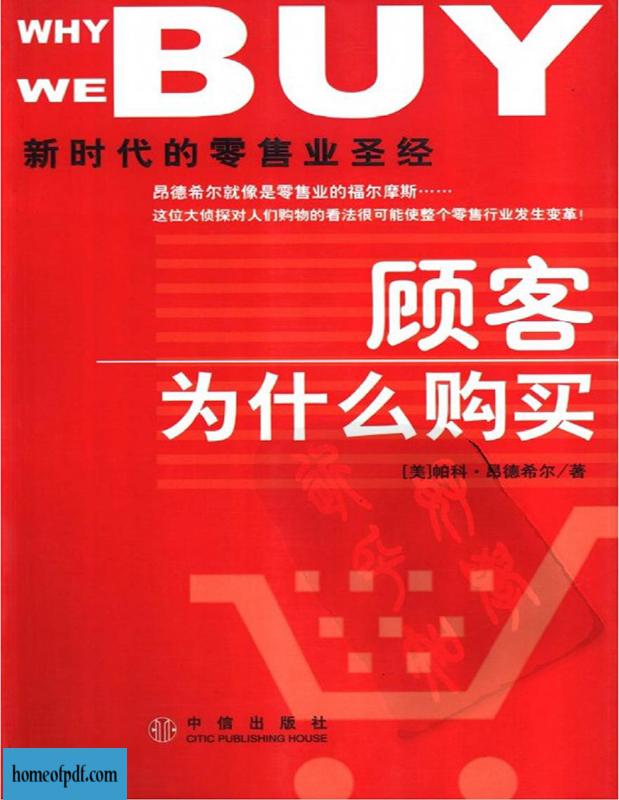 WHY
WE BUY
新时代的零售业圣经
昂德希尔就像是零售业的福尔摩斯……
这位大侦探对人们购物的看法很可能使整个零售行业发生变革!
顾客
为什么购买
[美]帕科·昂德希尔/著
中信出版社
CITIC PUBLISHING HOUSE
homeofpdf.com